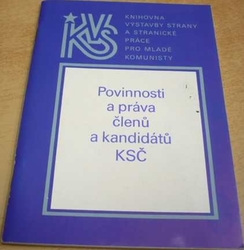 KVS
KNIHOVNA
VÝSTAVBY STRANY
A STRANICKÉ
PRÁCE
PRO MLADÉ
KOMUNISTY
Povinnosti
a práva
členů
a kandidátů
KSČ